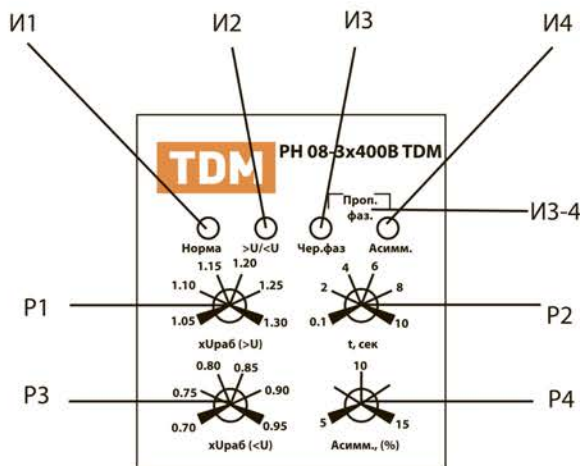 И1 И2 И3 И4
TDM РН 08-3х400В TDM
Проп.
фаз.
И3-4
Норма >U/<U Чер.фаз Асимм.
1.15 1.20 4 6
1.10 1.25 2 8
Р1 Р2
1.05 1.30 0.1 10
xUраб (>U) t, сек
0.80 0.85 10
0.75 0.90
Р3 Р4
0.70 0.95 5 15
xUраб (<U) Асимм., (%)